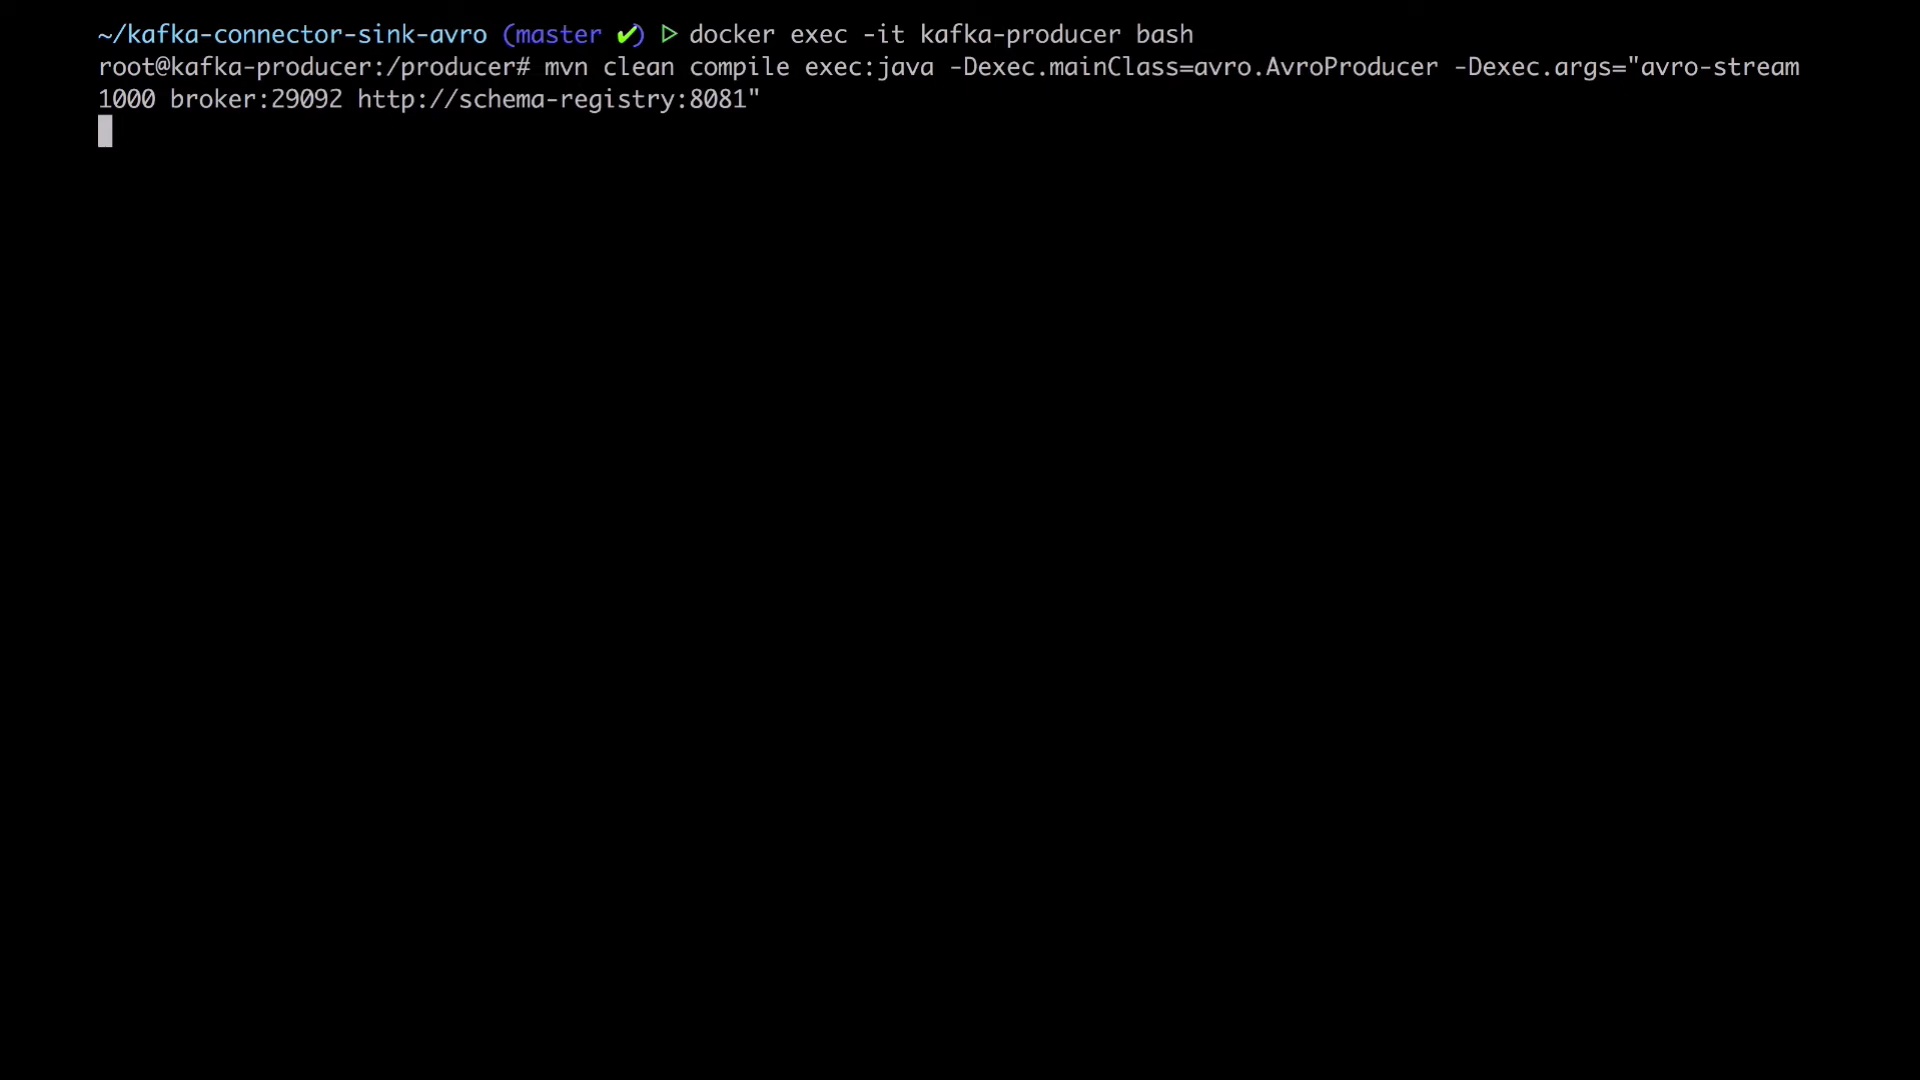 ~/kafka-connector-sink-avro (master ✔) ▷ docker exec -it kafka-producer bash
root@kafka-producer:/producer# mvn clean compile exec:java -Dexec.mainClass=avro.AvroProducer -Dexec.args="avro-stream
1000 broker:29092 http://schema-registry:8081"